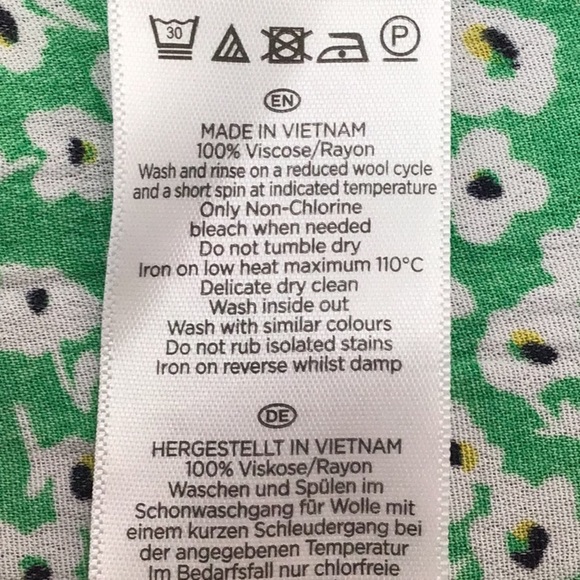 30
P
EN
MADE IN VIETNAM
100% Viscose/Rayon
Wash and rinse on a reduced wool cycle
and a short spin at indicated temperature
Only Non-Chlorine
bleach when needed
Do not tumble dry
Iron on low heat maximum 110°C
Delicate dry clean
Wash inside out
Wash with similar colours
Do not rub isolated stains
Iron on reverse whilst damp
DE
HERGESTELLT IN VIETNAM
100% Viskose/Rayon
Waschen und Spülen im
Schonwaschgang für Wolle mit
einem kurzen Schleudergang bei
der angegebenen Temperatur
Im Bedarfsfall nur chlorfreie